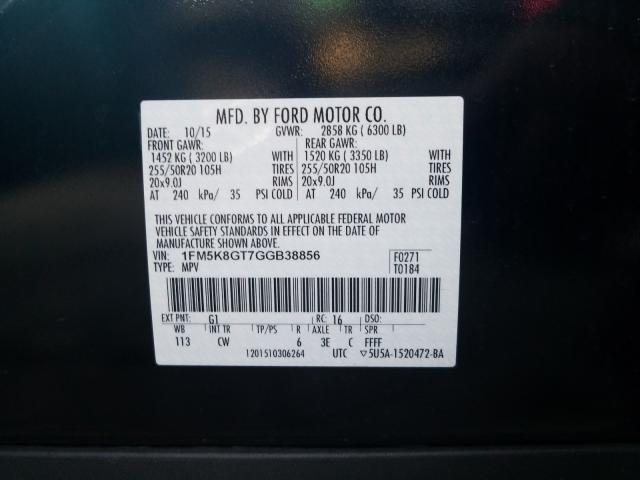 MFD. BY FORD MOTOR CO.
DATE: 10/15 GVWR: 2858 KG ( 6300 LB)
FRONT GAWR: REAR GAWR:
1452 KG ( 3200 LB) WITH 1520 KG ( 3350 LB) WITH
255/50R20 105H TIRES 255/50R20 105H TIRES
20x9.0J RIMS 20x9.0J RIMS
AT 240 kPa/ 35 PSI COLD AT 240 kPa/ 35 PSI COLD
THIS VEHICLE CONFORMS TO ALL APPLICABLE FEDERAL MOTOR
VEHICLE SAFETY STANDARDS IN EFFECT ON THE DATE OF
MANUFACTURE SHOWN ABOVE.
VIN: 1FM5K8GT7GGB38856 F0271
TYPE: MPV T0184
EXT PNT: G1 RC: 16 DSO:
WB INT TR TP/PS R AXLE TR SPR
113 CW 6 3E C FFFF
1201510306264 UTC ▽5U5A-1520472-BA